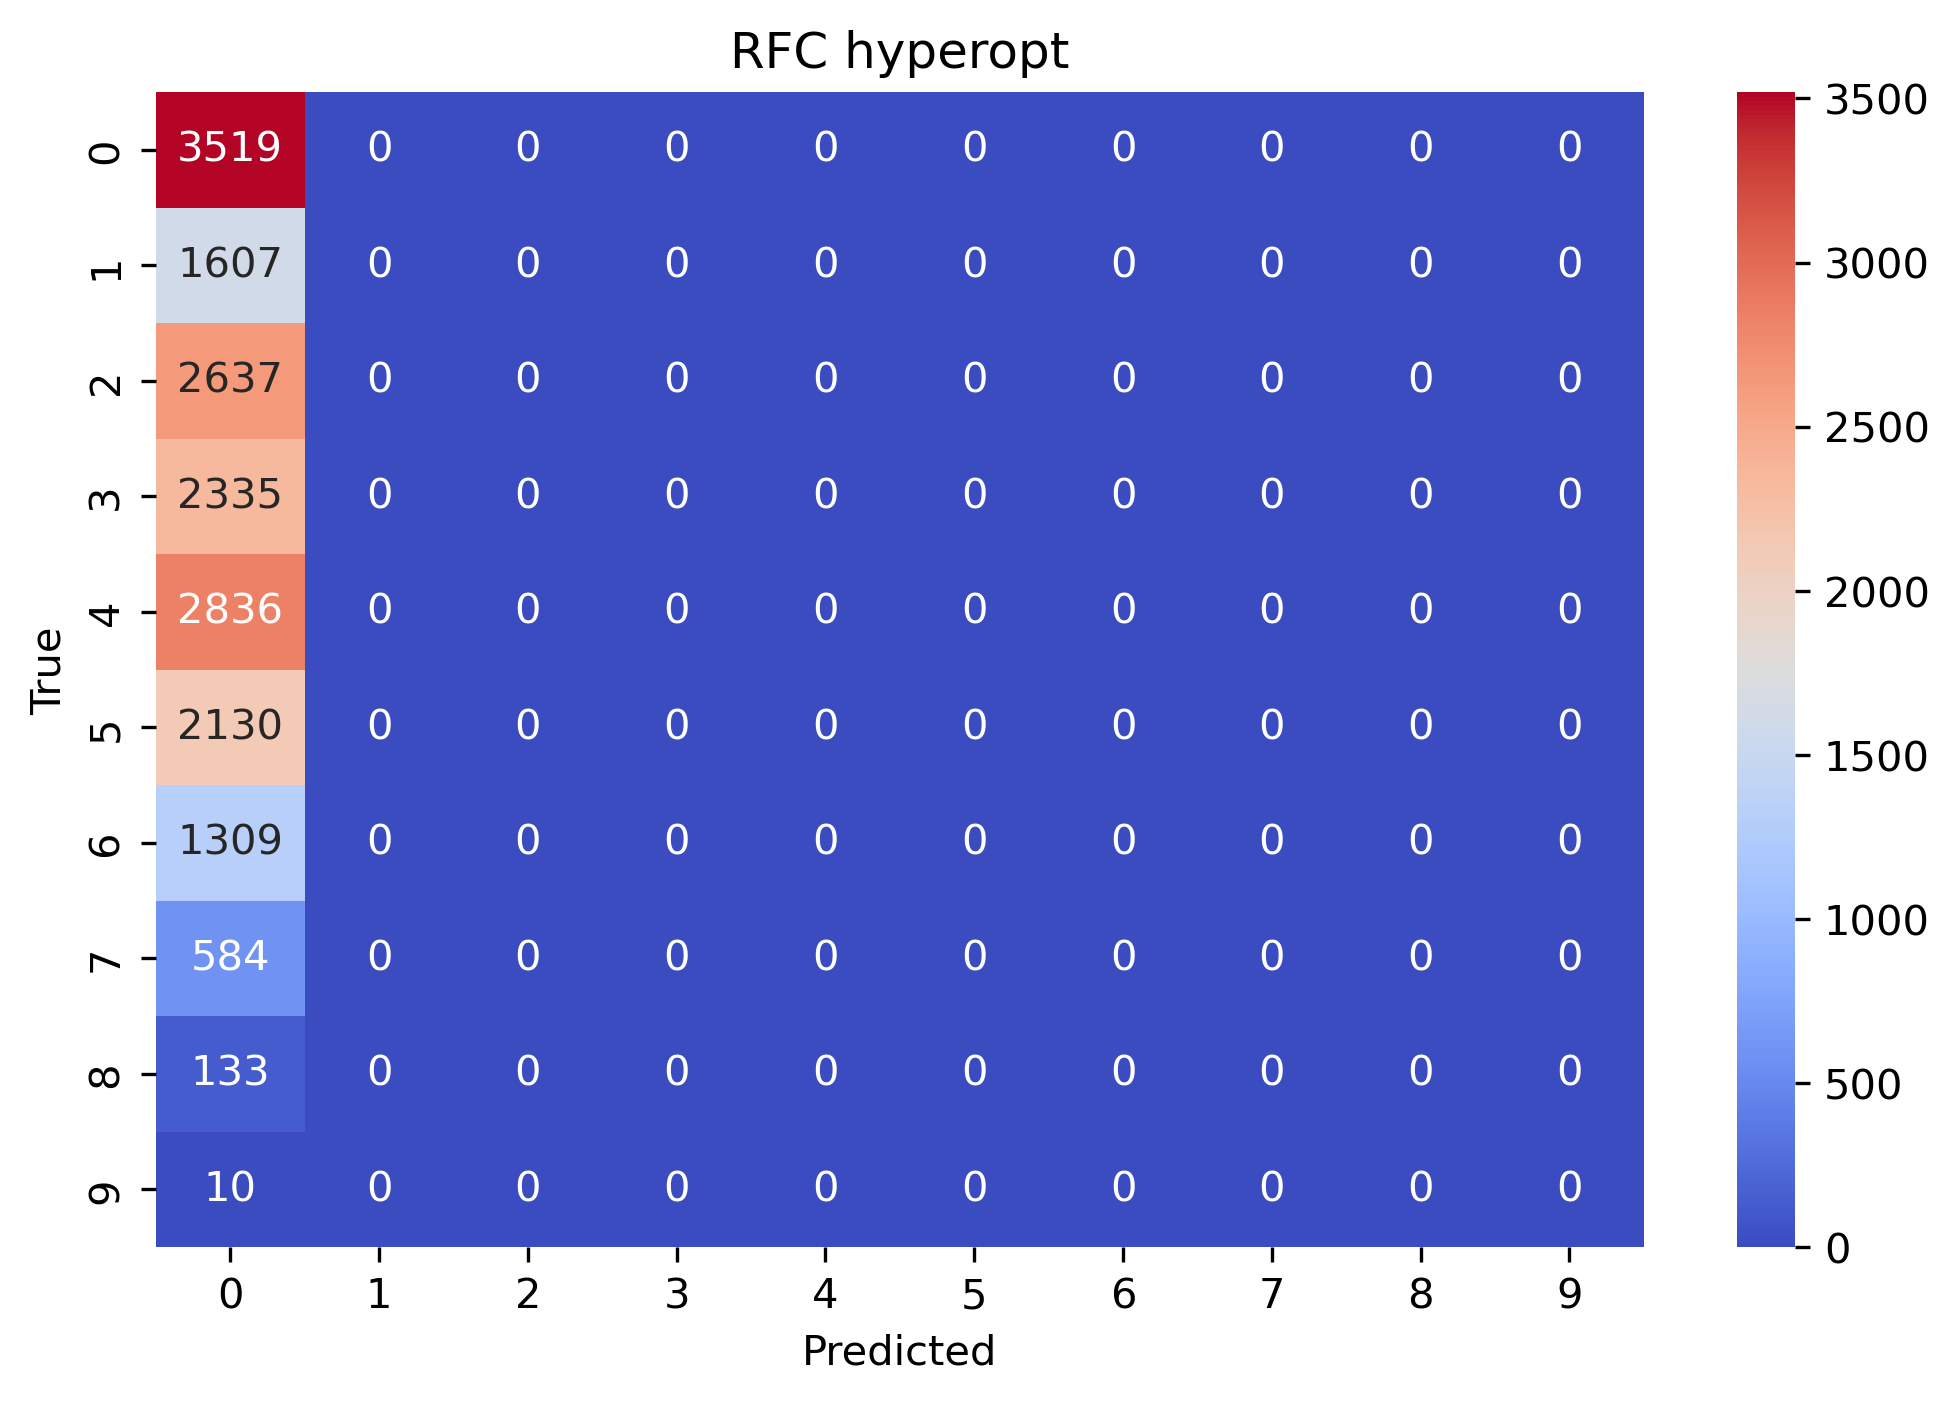 RFC hyperopt
0 3519 0 0 0 0 0 0 0 0 0
1 1607 0 0 0 0 0 0 0 0 0
2 2637 0 0 0 0 0 0 0 0 0
3 2335 0 0 0 0 0 0 0 0 0
4 2836 0 0 0 0 0 0 0 0 0
5 2130 0 0 0 0 0 0 0 0 0
6 1309 0 0 0 0 0 0 0 0 0
7 584 0 0 0 0 0 0 0 0 0
8 133 0 0 0 0 0 0 0 0 0
9 10 0 0 0 0 0 0 0 0 0
0 1 2 3 4 5 6 7 8 9
Predicted
True
3500
3000
2500
2000
1500
1000
500
0